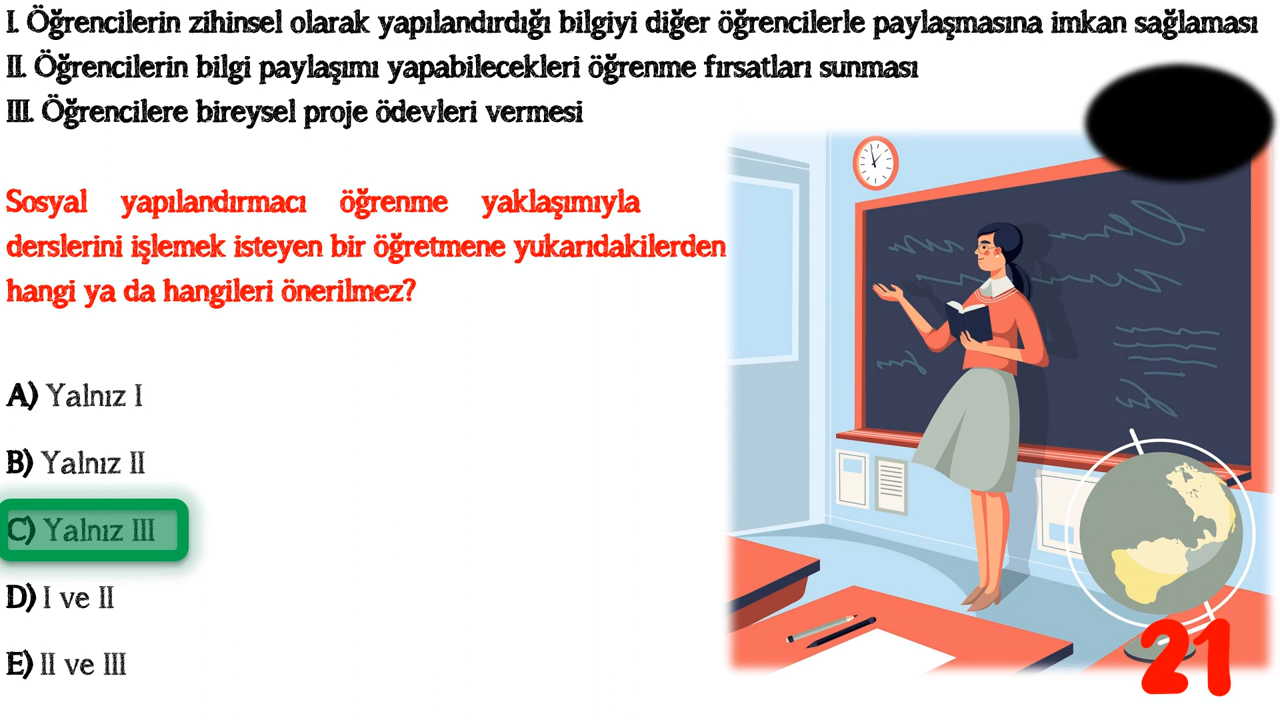 I. Öğrencilerin zihinsel olarak yapılandırdığı bilgiyi diğer öğrencilerle paylaşmasına imkan sağlaması
II. Öğrencilerin bilgi paylaşımı yapabilecekleri öğrenme fırsatları sunması
III. Öğrencilere bireysel proje ödevleri vermesi
Sosyal yapılandırmacı öğrenme yaklaşımıyla
derslerini işlemek isteyen bir öğretmene yukarıdakilerden
hangi ya da hangileri önerilmez?
A) Yalnız I
B) Yalnız II
C) Yalnız III
D) I ve II
E) II ve III
21